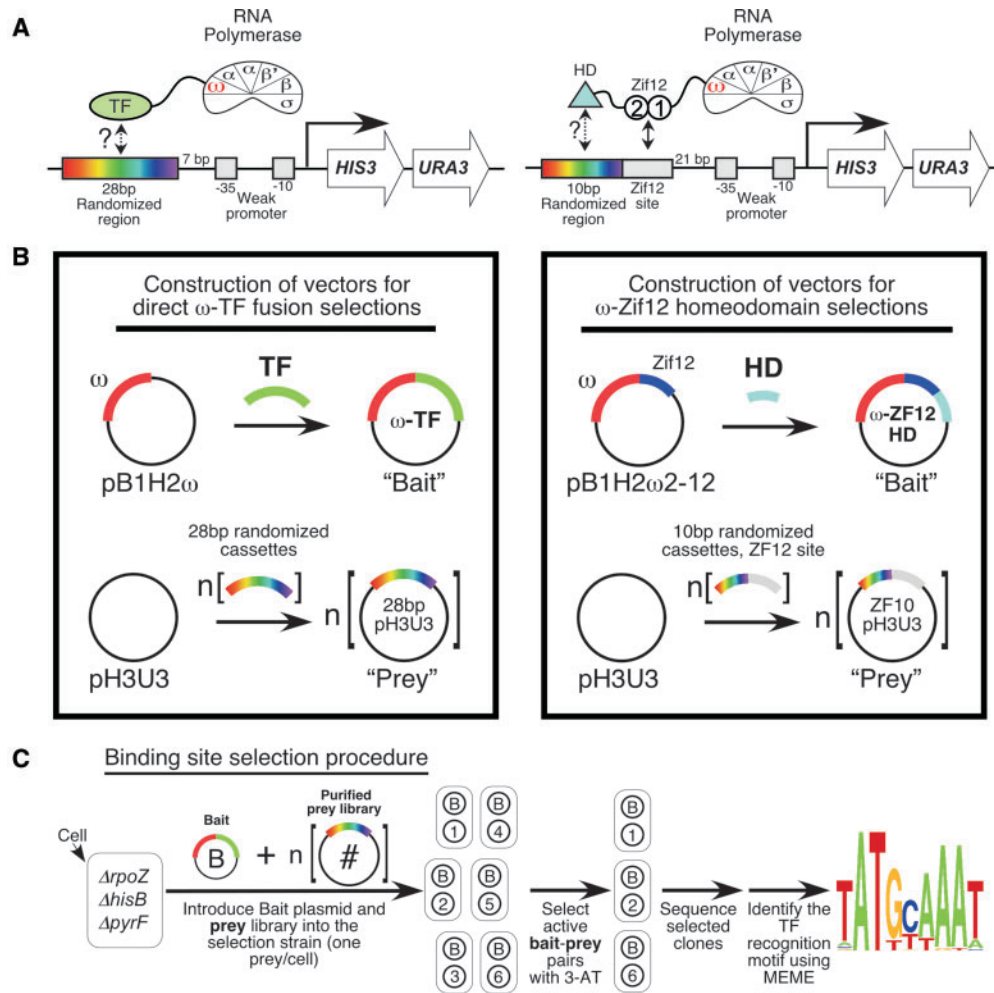 A
RNA
Polymerase
ω α α β' β σ
TF
?
7 bp
-35
-10
28bp
Randomized
region
Weak
promoter
HIS3
URA3
RNA
Polymerase
HD
Zif12
ω α α β' β σ
2 1
?
21 bp
-35
-10
10bp
Randomized
region
Zif12
site
Weak
promoter
HIS3
URA3
B
Construction of vectors for
direct ω-TF fusion selections
ω
TF
ω-TF
pB1H2ω
“Bait”
28bp randomized
cassettes
n[ ]
n[ ]
28bp
pH3U3
pH3U3
“Prey”
Construction of vectors for
ω-Zif12 homeodomain selections
ω
Zif12
HD
ω-ZF12
HD
pB1H2ω2-12
“Bait”
10bp randomized
cassettes, ZF12 site
n[ ]
n[ ]
ZF10
pH3U3
pH3U3
“Prey”
C
Binding site selection procedure
Cell
ΔrpoZ
ΔhisB
ΔpyrF
Bait
B
+
n[ ]
Purified
prey library
#
Introduce Bait plasmid and
prey library into the
selection strain (one
prey/cell)
B 1
B 4
B 2
B 5
B 3
B 6
Select
active
bait-prey
pairs
with 3-AT
B 1
B 2
B 6
Sequence
selected
clones
Identify the
TF
recognition
motif using
MEME
TATGCAAAT
TTT